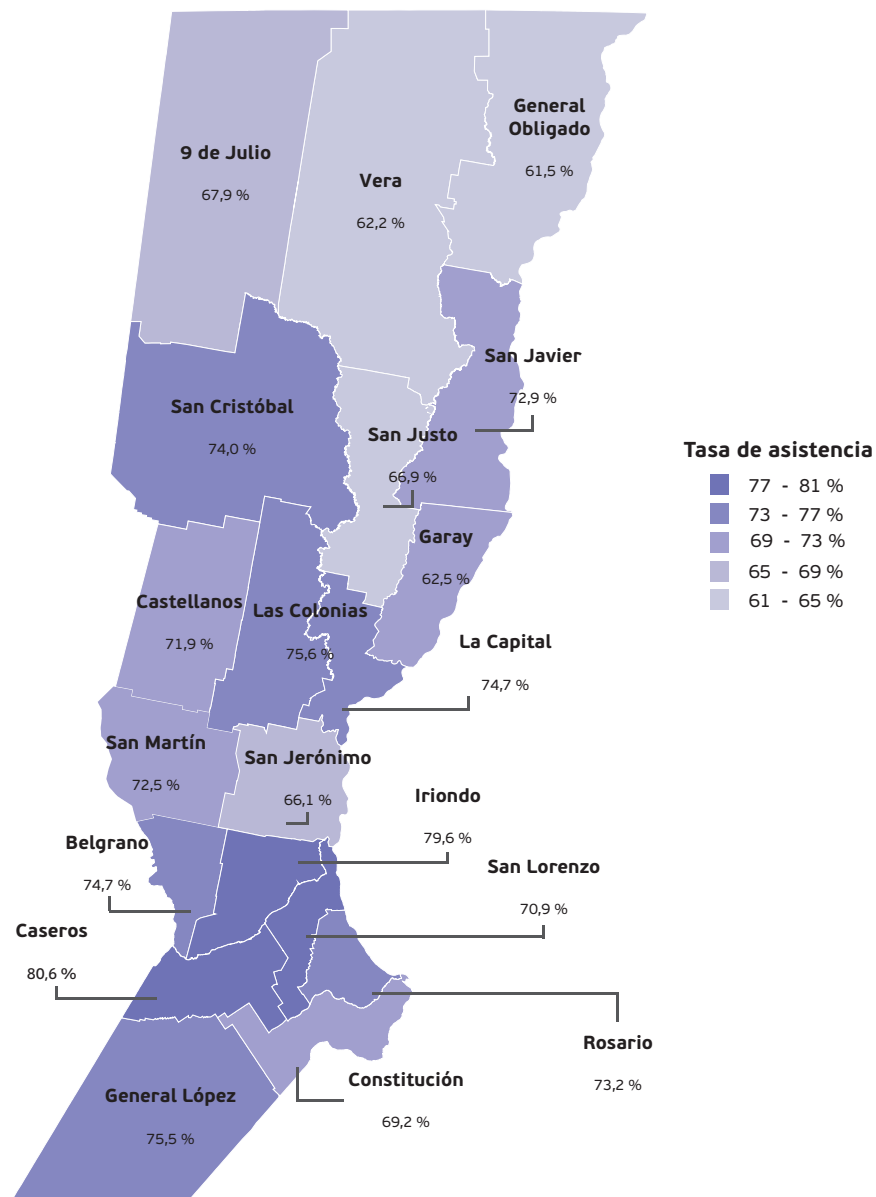 General
Obligado
61,5 %
9 de Julio
67,9 %
Vera
62,2 %
San Javier
72,9 %
San Cristóbal
74,0 %
San Justo
66,9 %
Tasa de asistencia
77 - 81 %
73 - 77 %
69 - 73 %
65 - 69 %
61 - 65 %
Garay
62,5 %
Castellanos
71,9 %
Las Colonias
75,6 %
La Capital
74,7 %
San Martín
72,5 %
San Jerónimo
66,1 %
Iriondo
79,6 %
Belgrano
74,7 %
San Lorenzo
70,9 %
Caseros
80,6 %
Rosario
73,2 %
Constitución
69,2 %
General López
75,5 %